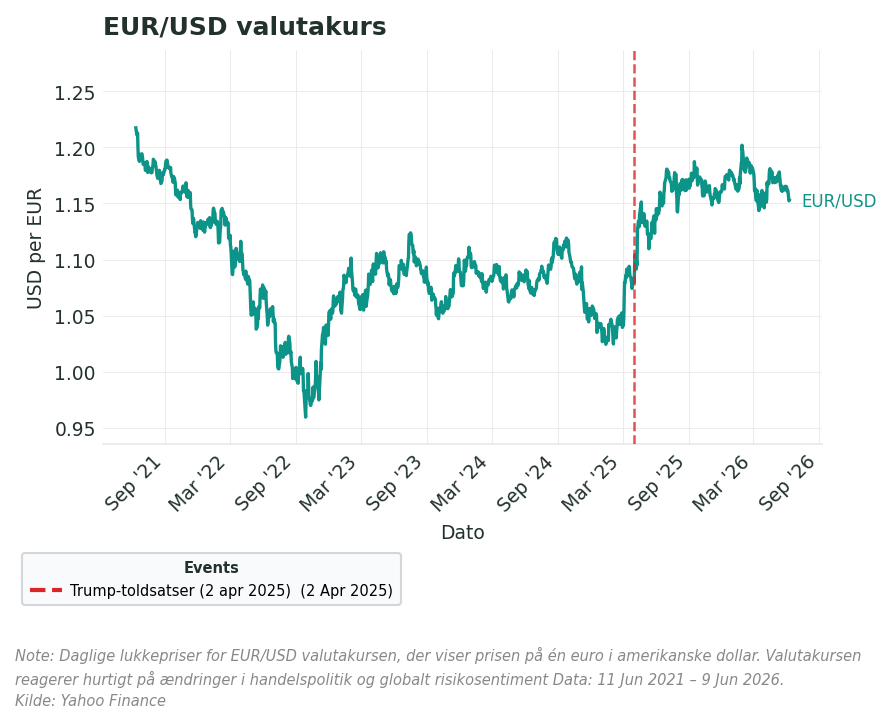 EUR/USD valutakurs
1.25
1.20
1.15
1.10
1.05
1.00
0.95
USD per EUR
EUR/USD
Sep '21
Mar '22
Sep '22
Mar '23
Sep '23
Mar '24
Sep '24
Mar '25
Sep '25
Mar '26
Sep '26
Dato
Events
Trump-toldsatser (2 apr 2025)  (2 Apr 2025)
Note: Daglige lukkepriser for EUR/USD valutakursen, der viser prisen på én euro i amerikanske dollar. Valutakursen
reagerer hurtigt på ændringer i handelspolitik og globalt risikosentiment Data: 11 Jun 2021 – 9 Jun 2026.
Kilde: Yahoo Finance